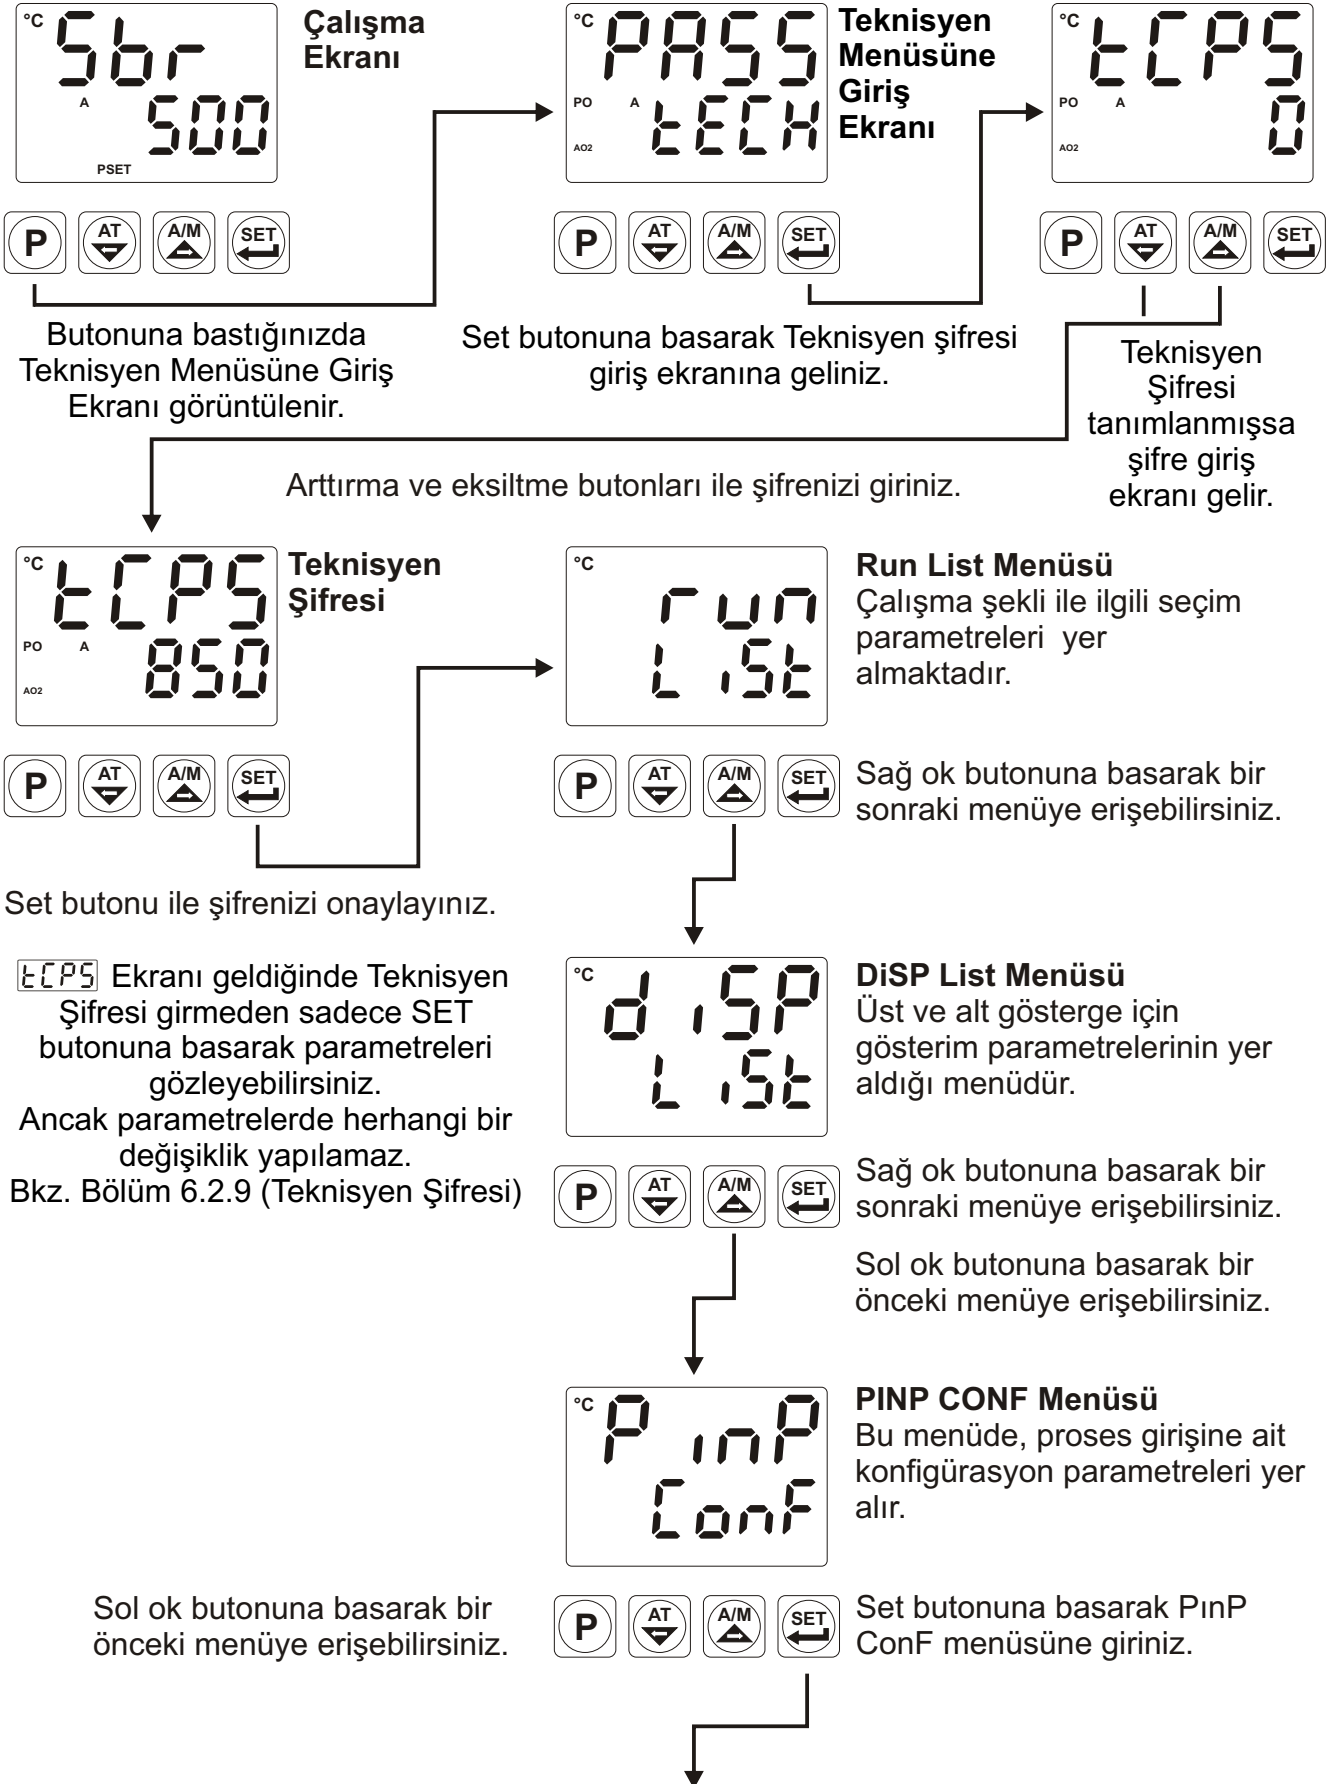 °C Sbr
A 500
PSET
Çalışma
Ekranı
°C PASS
PO A tECH
AO2
Teknisyen
Menüsüne
Giriş
Ekranı
°C tCPS
PO A 0
AO2
P AT A/M SET
P AT A/M SET
P AT A/M SET
Butonuna bastığınızda
Teknisyen Menüsüne Giriş
Ekranı görüntülenir.
Set butonuna basarak Teknisyen şifresi
giriş ekranına geliniz.
Teknisyen
Şifresi
tanımlanmışsa
şifre giriş
ekranı gelir.
Arttırma ve eksiltme butonları ile şifrenizi giriniz.
°C tCPS
PO A 850
AO2
Teknisyen
Şifresi
°C run
LiSt
Run List Menüsü
Çalışma şekli ile ilgili seçim
parametreleri yer
almaktadır.
P AT A/M SET
P AT A/M SET
Sağ ok butonuna basarak bir
sonraki menüye erişebilirsiniz.
Set butonu ile şifrenizi onaylayınız.
tCPS Ekranı geldiğinde Teknisyen
Şifresi girmeden sadece SET
butonuna basarak parametreleri
gözleyebilirsiniz.
Ancak parametrelerde herhangi bir
değişiklik yapılamaz.
Bkz. Bölüm 6.2.9 (Teknisyen Şifresi)
°C diSP
LiSt
DiSP List Menüsü
Üst ve alt gösterge için
gösterim parametrelerinin yer
aldığı menüdür.
P AT A/M SET
Sağ ok butonuna basarak bir
sonraki menüye erişebilirsiniz.
Sol ok butonuna basarak bir
önceki menüye erişebilirsiniz.
°C PınP
ConF
PINP CONF Menüsü
Bu menüde, proses girişine ait
konfigürasyon parametreleri yer
alır.
Sol ok butonuna basarak bir
önceki menüye erişebilirsiniz.
P AT A/M SET
Set butonuna basarak PınP
ConF menüsüne giriniz.